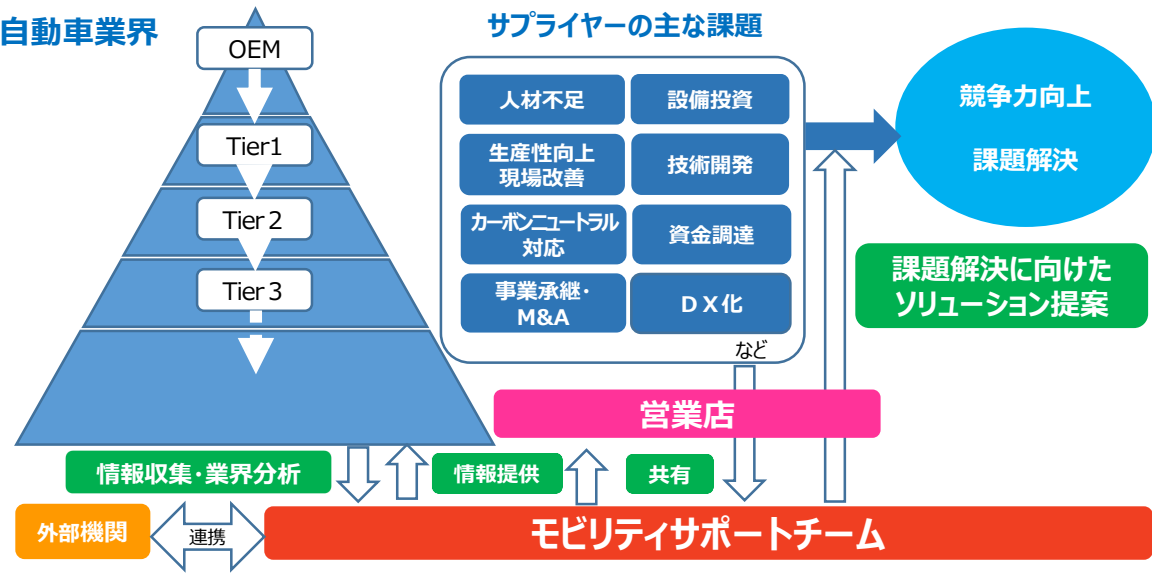 自動車業界
OEM
Tier1
Tier 2
Tier 3
サプライヤーの主な課題
人材不足
設備投資
生産性向上
現場改善
技術開発
カーボンニュートラル
対応
資金調達
事業承継・
M&A
ＤＸ化
など
競争力向上
課題解決
課題解決に向けた
ソリューション提案
営業店
情報収集・業界分析
情報提供
共有
外部機関
連携
モビリティサポートチーム